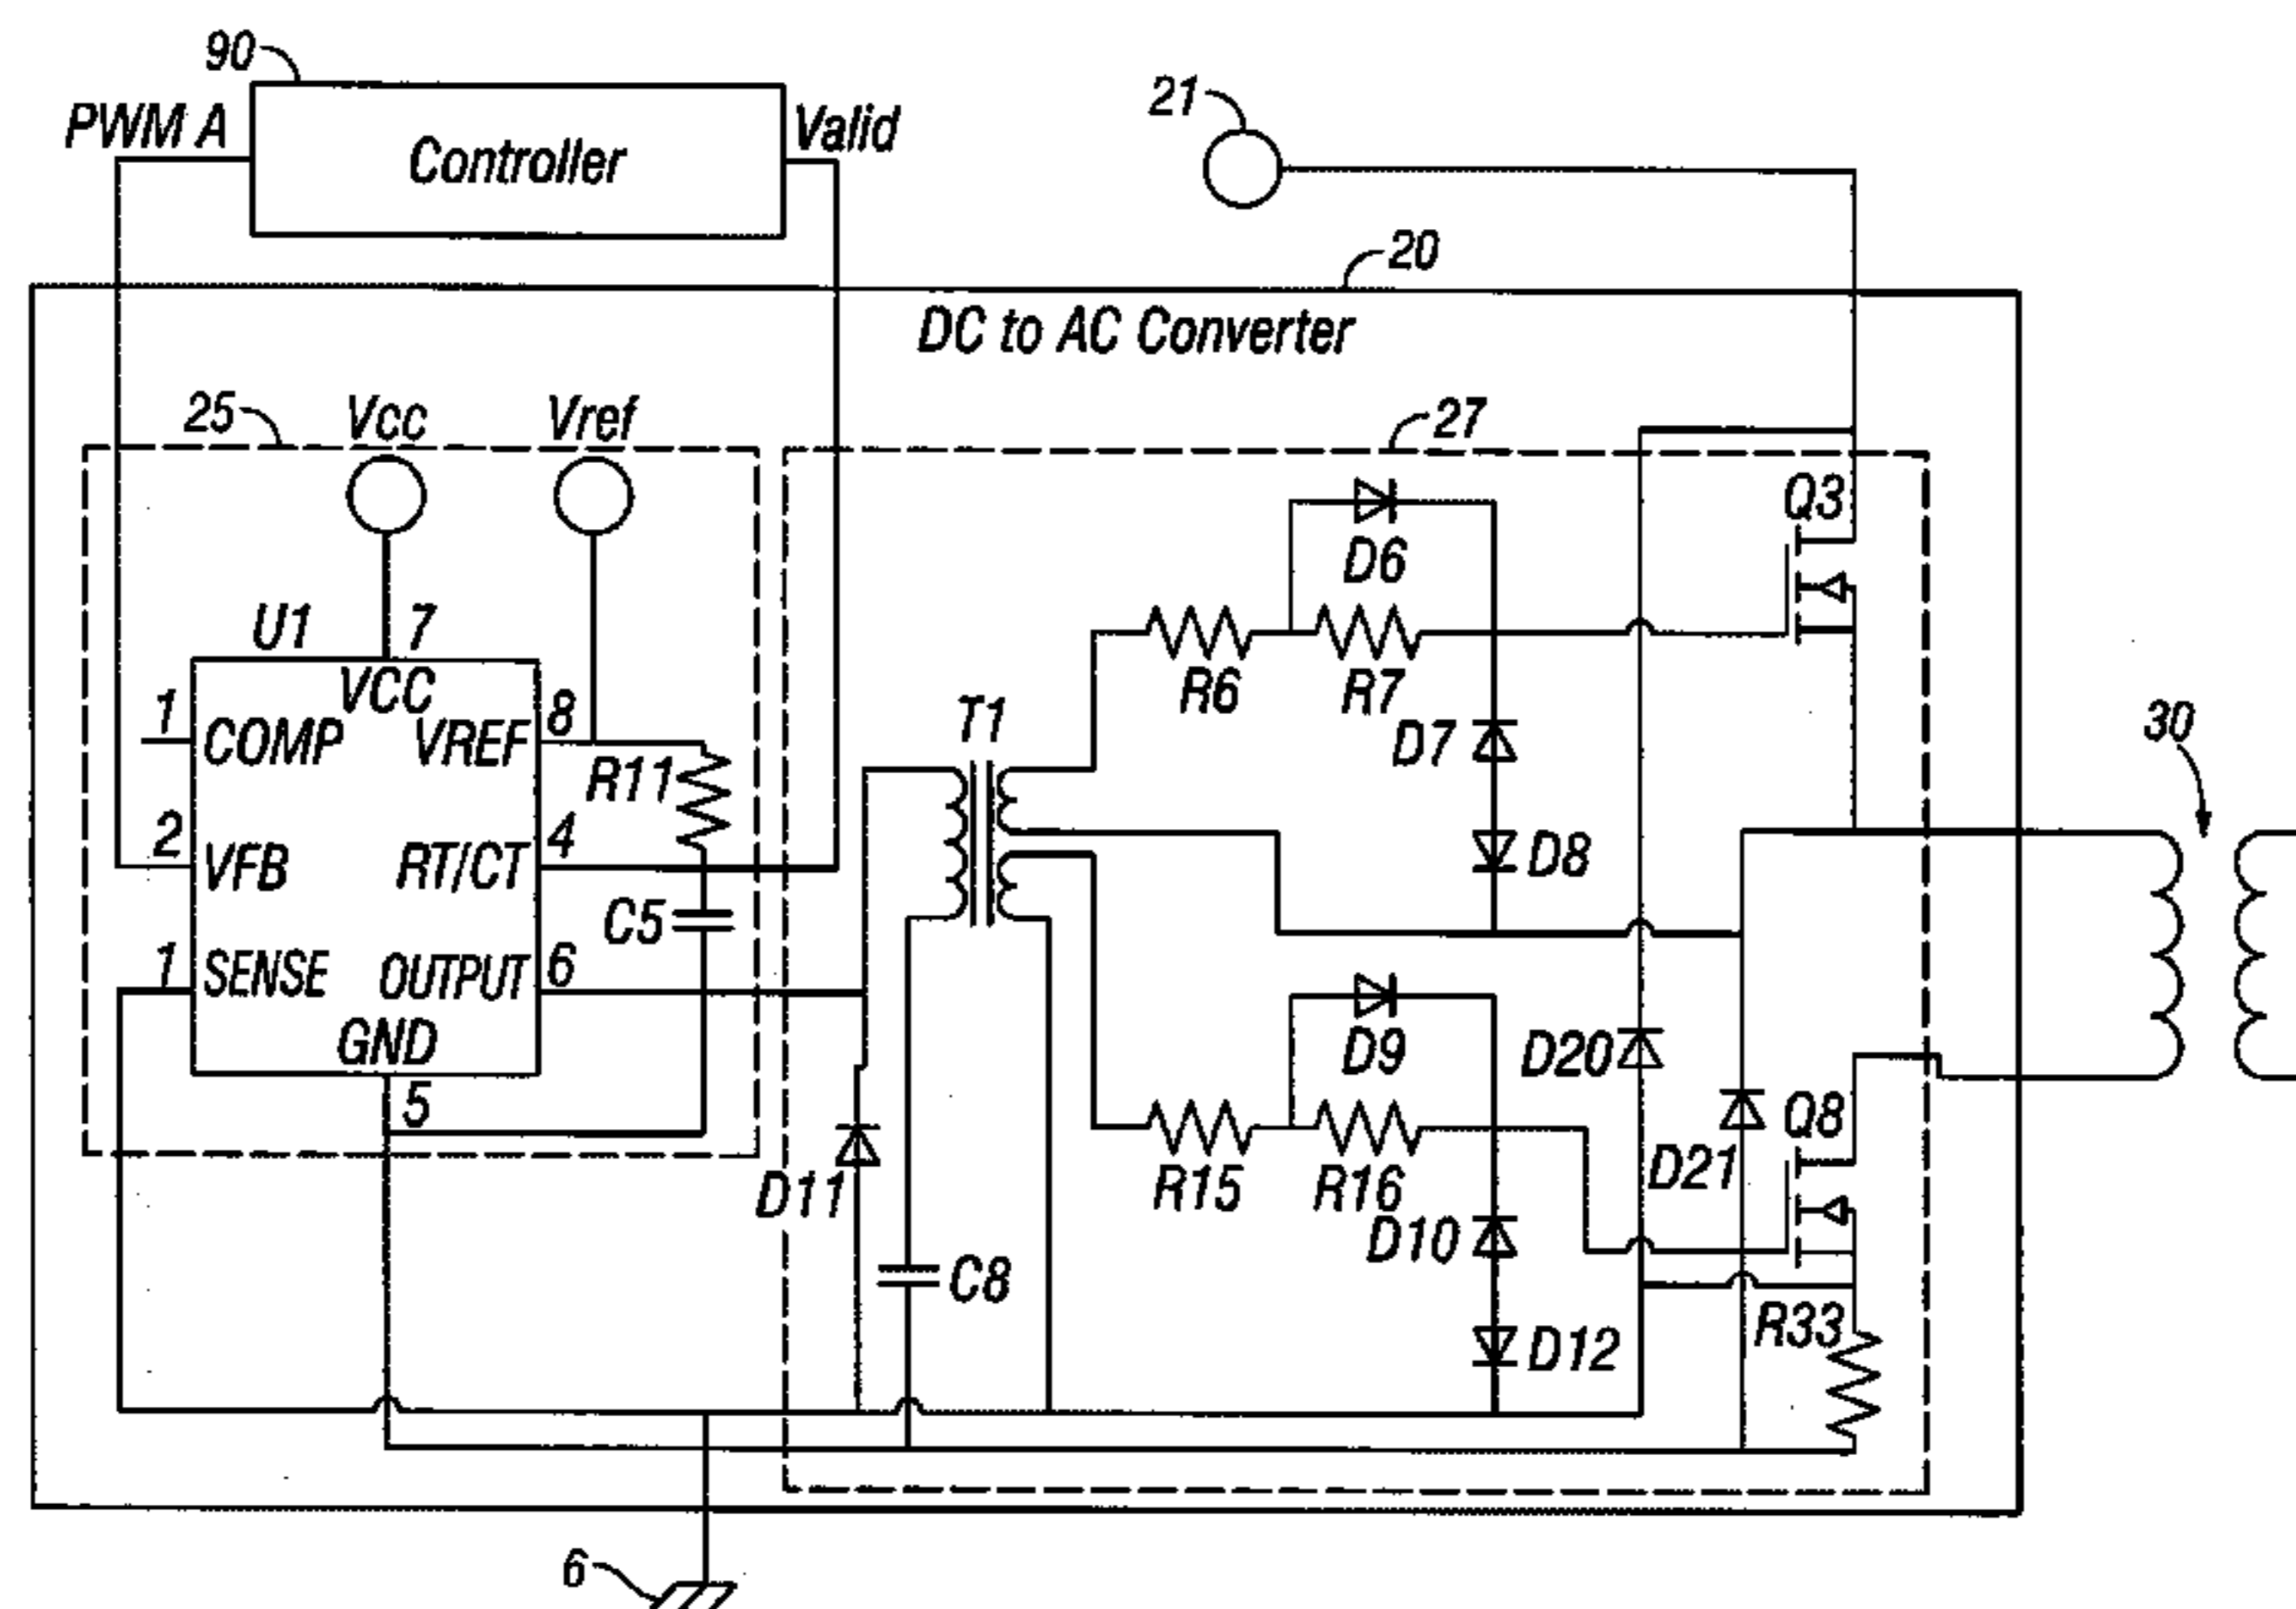 90
PWM A
Controller
Valid
21
20
DC to AC Converter
25
Vcc
Vref
27
Q3
D6
U1
7
VCC
1
COMP
VREF
8
R6
R7
T1
D7
30
R11
2
VFB
RT/CT
4
D8
C5
1
SENSE
OUTPUT
6
GND
5
D9
D20
Q8
D21
D11
R15
R16
D10
C8
R33
D12
6